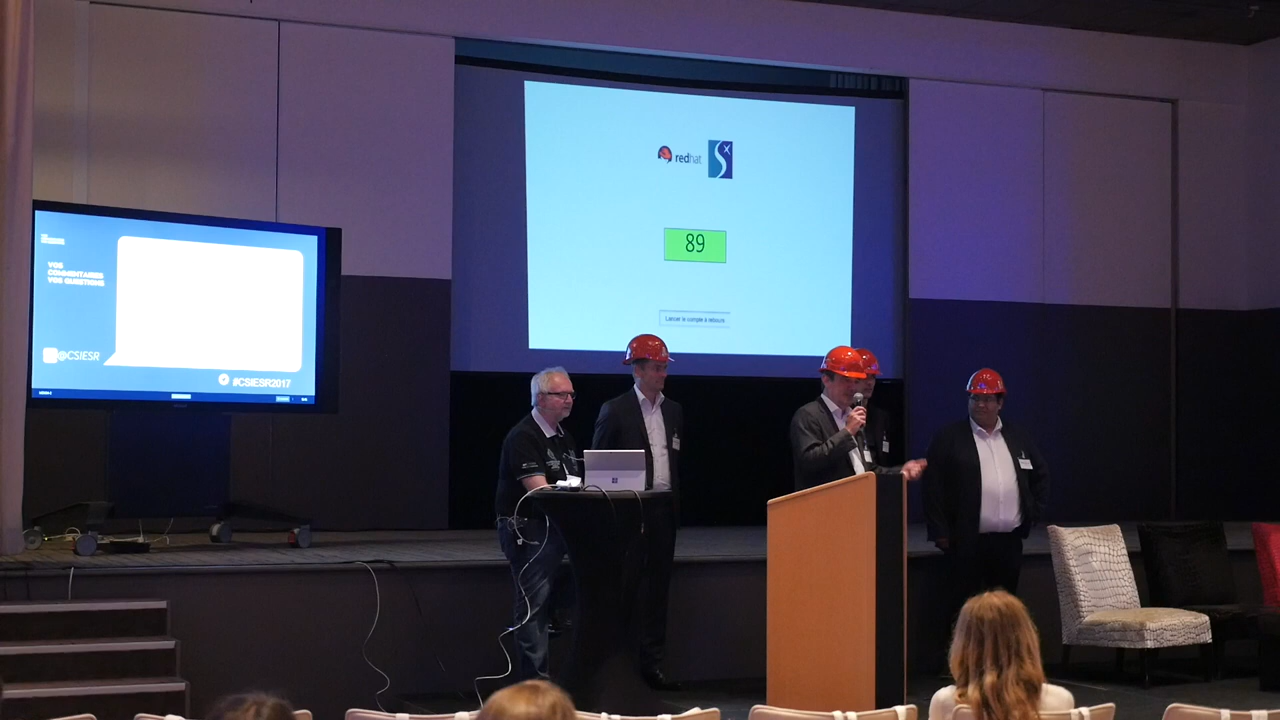 redhat
89
Lancer le compte à rebours
VOS
COMMENTAIRES
VOS QUESTIONS
@CSIESR
#CSIESR2017